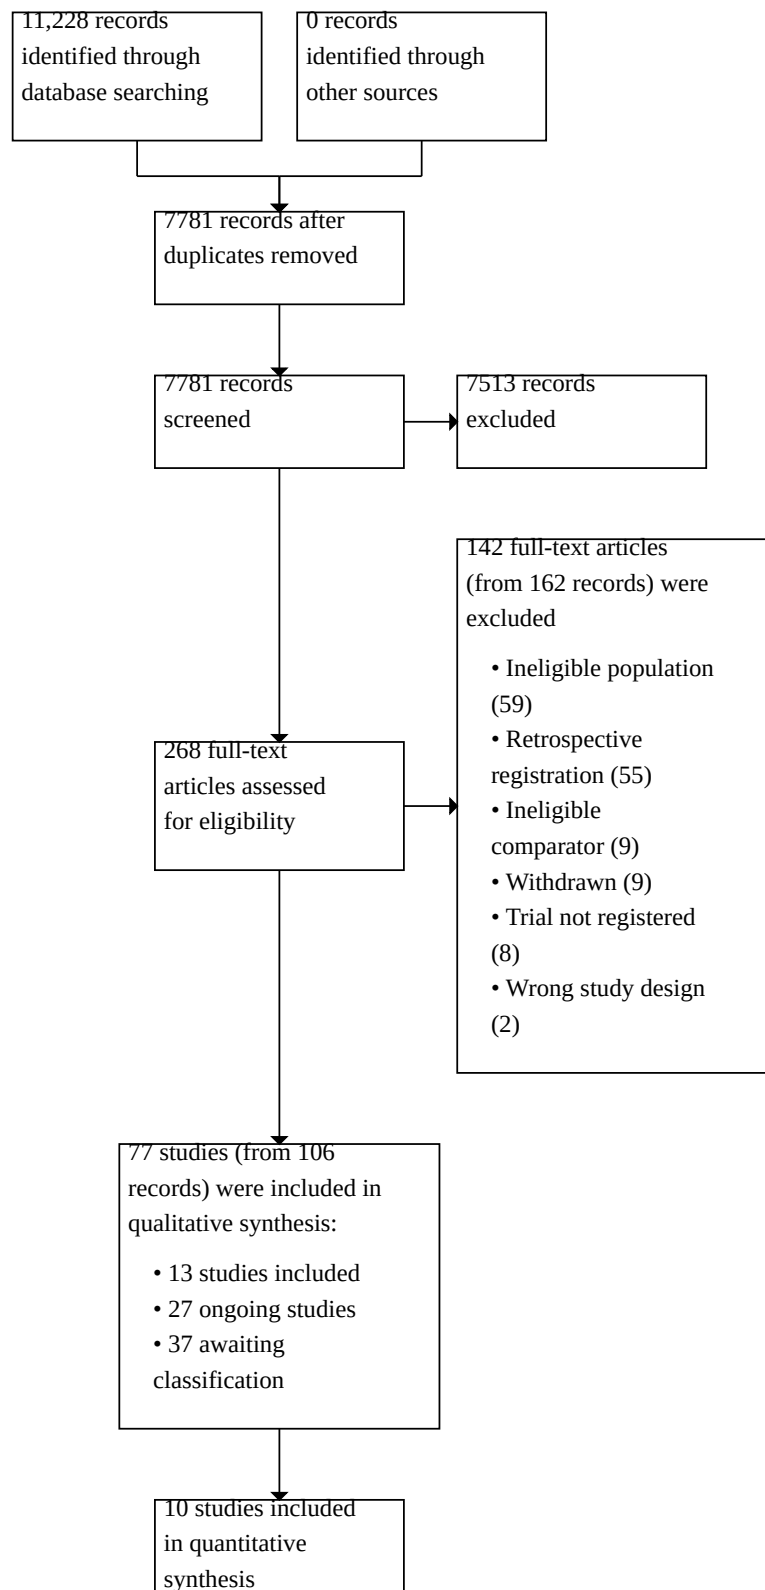 11,228 records
identified through
database searching
0 records
identified through
other sources
7781 records after
duplicates removed
7781 records
screened
7513 records
excluded
142 full-text articles
(from 162 records) were
excluded
• Ineligible population
(59)
• Retrospective
registration (55)
• Ineligible
comparator (9)
• Withdrawn (9)
• Trial not registered
(8)
• Wrong study design
(2)
268 full-text
articles assessed
for eligibility
77 studies (from 106
records) were included in
qualitative synthesis:
• 13 studies included
• 27 ongoing studies
• 37 awaiting
classification
10 studies included
in quantitative
synthesis